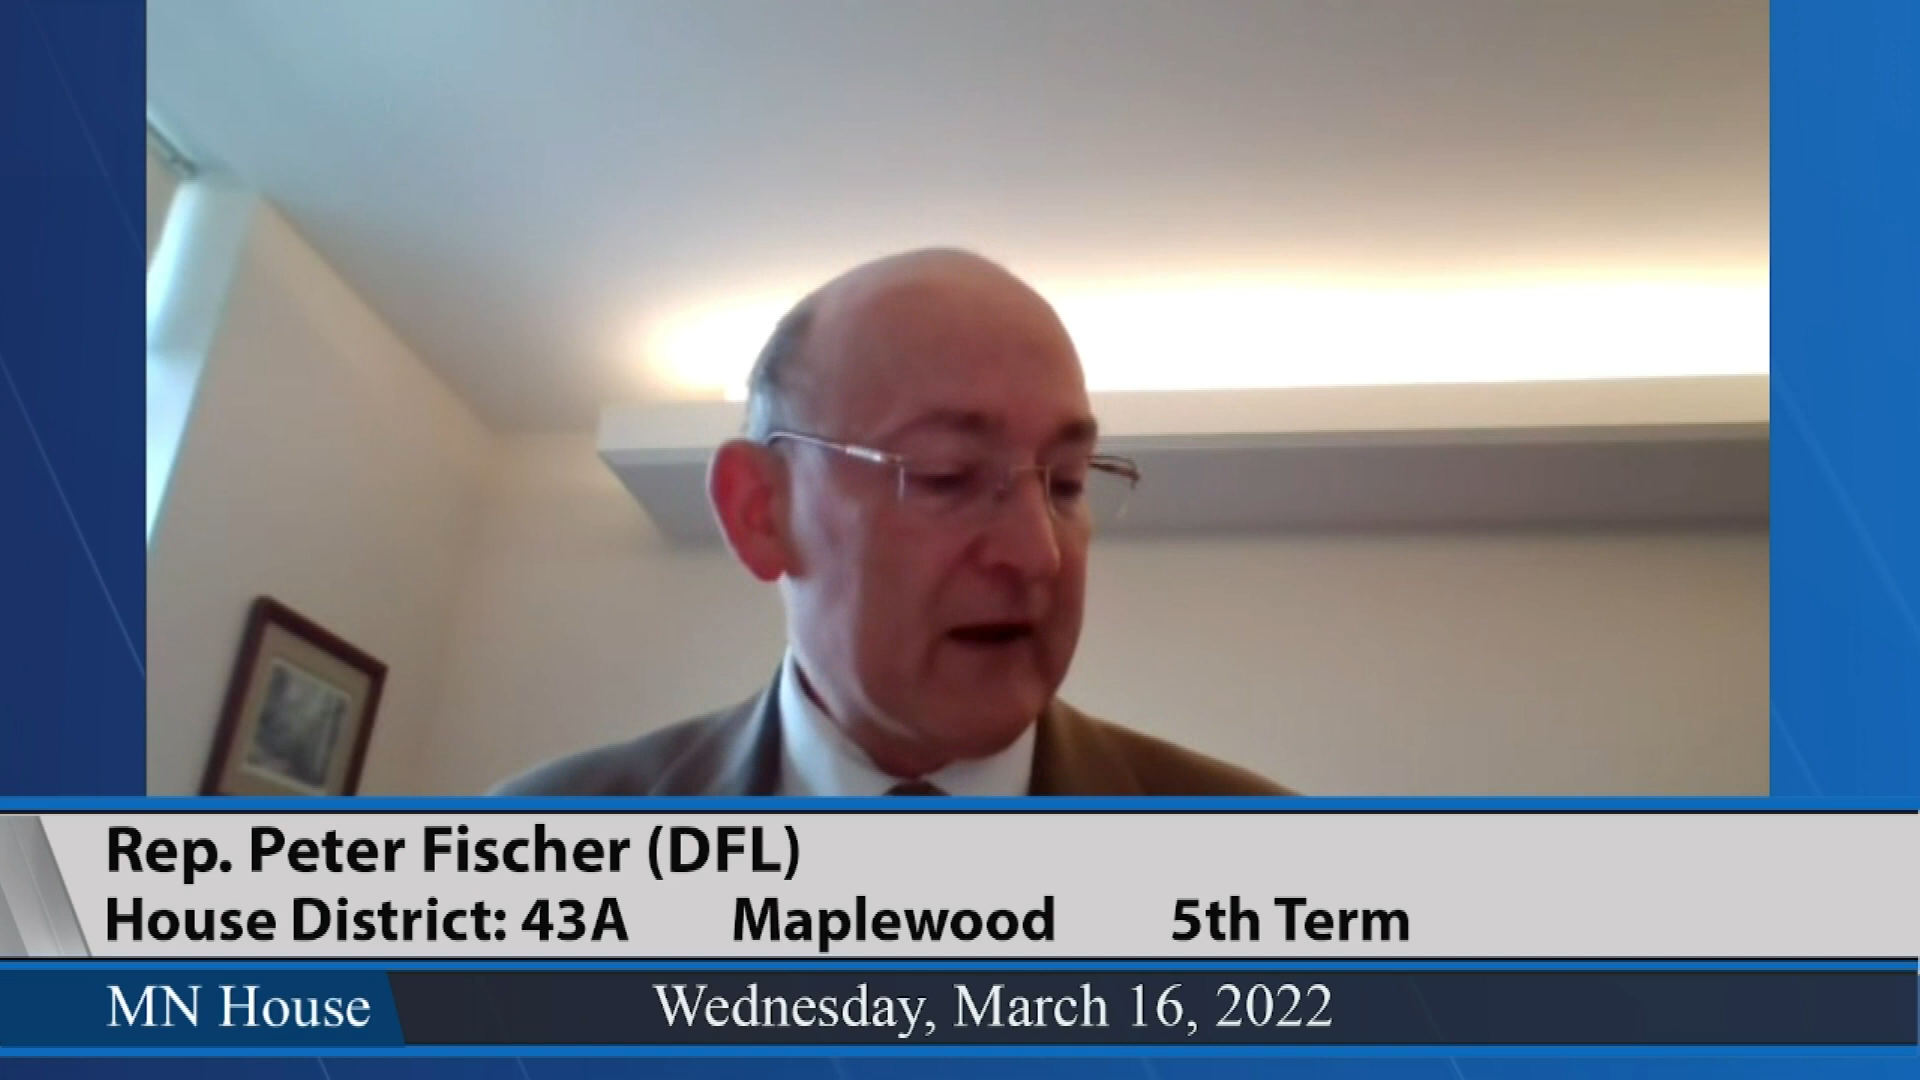 Rep. Peter Fischer (DFL)
House District: 43A Maplewood 5th Term
MN House Wednesday, March 16, 2022